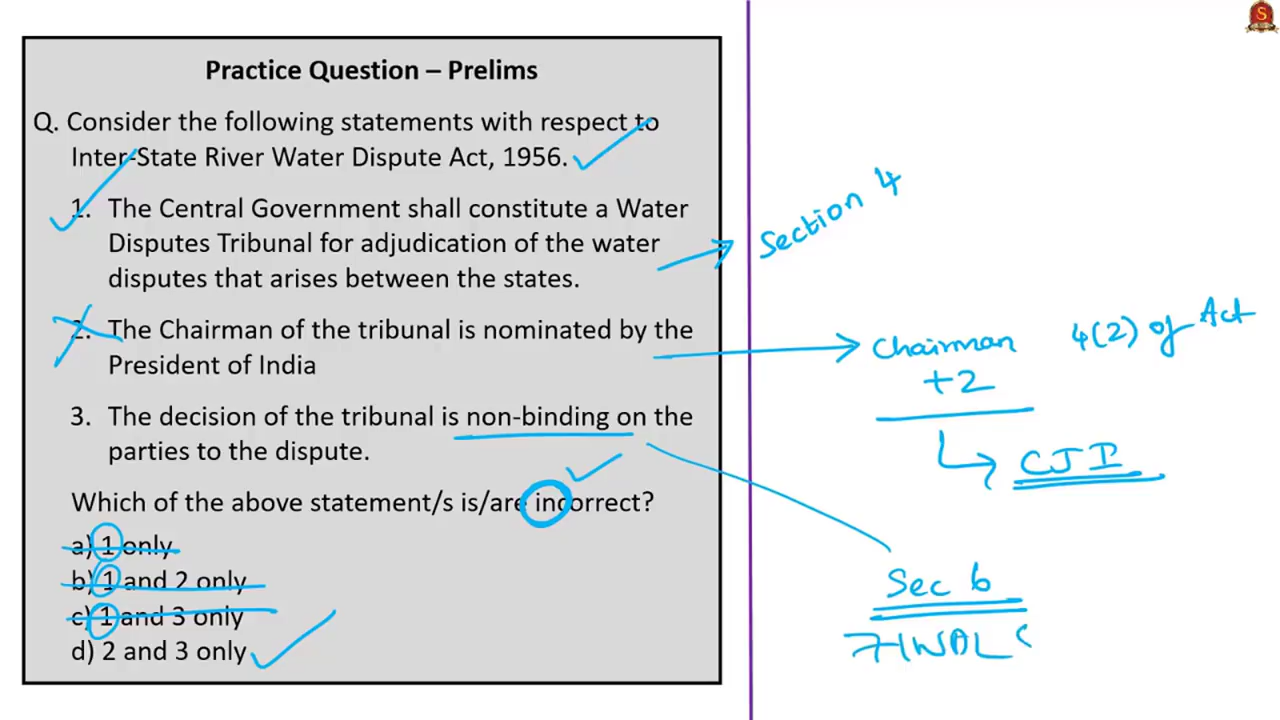 Practice Question – Prelims
Q. Consider the following statements with respect to
Inter-State River Water Dispute Act, 1956.
1. The Central Government shall constitute a Water
Disputes Tribunal for adjudication of the water
disputes that arises between the states.
2. The Chairman of the tribunal is nominated by the
President of India
3. The decision of the tribunal is non-binding on the
parties to the dispute.
Which of the above statement/s is/are incorrect?
a) 1 only
b) 1 and 2 only
c) 1 and 3 only
d) 2 and 3 only
Section 4
Chairman 4(2) of Act
+2
CJI
Sec 6
FINAL
S